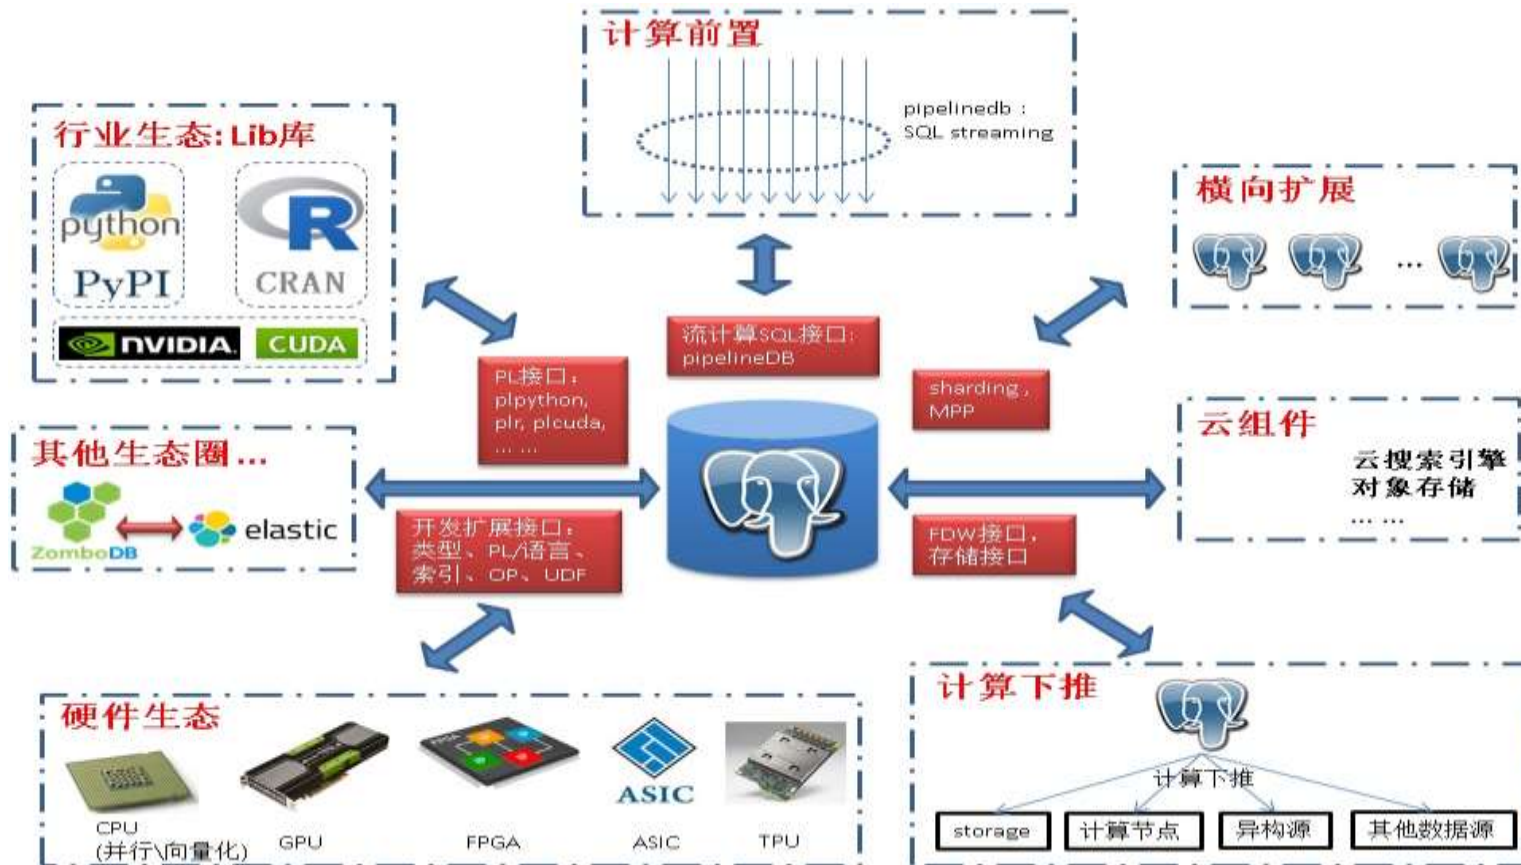 计算前置
pipelinedb：
SQL streaming
行业生态:Lib库
python
PyPI
R
CRAN
NVIDIA.
CUDA
横向扩展
...
流计算SQL接口:
pipelineDB
PL接口：
plpython,
plr, plcuda,
... ...
sharding，
MPP
其他生态圈...
ZomboDB
elastic
云组件
云搜索引擎
对象存储
... ...
开发扩展接口：
类型、PL/语言、
索引、OP、UDF
FDW接口，
存储接口
硬件生态
FPGA
ASIC
CPU
(并行\向量化)
GPU
FPGA
ASIC
TPU
计算下推
计算下推
storage
计算节点
异构源
其他数据源